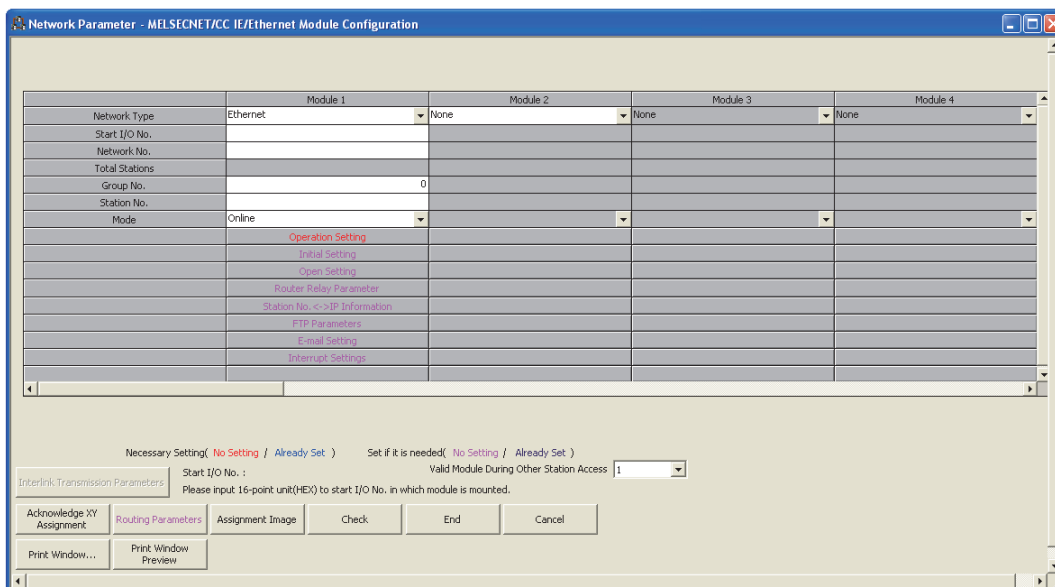 Network Parameter - MELSECNET/CC IE/Ethernet Module Configuration
Module 1 Module 2 Module 3 Module 4
Network Type Ethernet None None None
Start I/O No.
Network No.
Total Stations
Group No. 0
Station No.
Mode Online
Operation Setting
Initial Setting
Open Setting
Router Relay Parameter
Station No.<->IP Information
FTP Parameters
E-mail Setting
Interrupt Settings
Necessary Setting( No Setting / Already Set ) Set if it is needed( No Setting / Already Set )
Interlink Transmission Parameters
Start I/O No. : Valid Module During Other Station Access 1
Please input 16-point unit(HEX) to start I/O No. in which module is mounted.
Acknowledge XY Assignment Routing Parameters Assignment Image Check End Cancel
Print Window... Print Window Preview